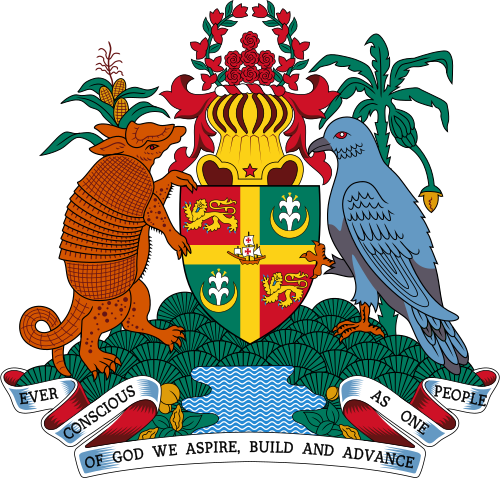 EVER CONSCIOUS
OF GOD WE ASPIRE, BUILD AND ADVANCE
AS ONE PEOPLE